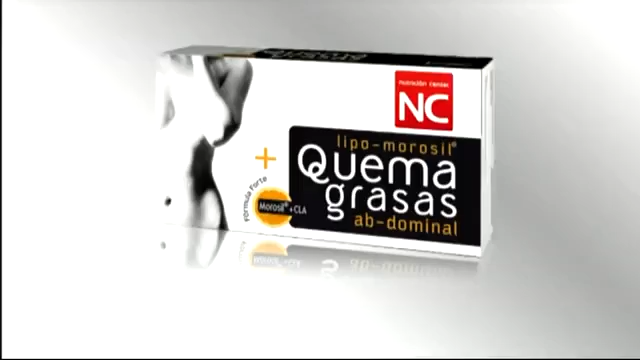 nutrición center
NC
lipo-morosil®
Quema
grasas
ab-dominal
+
Fórmula Forte
Morosil® + CLA